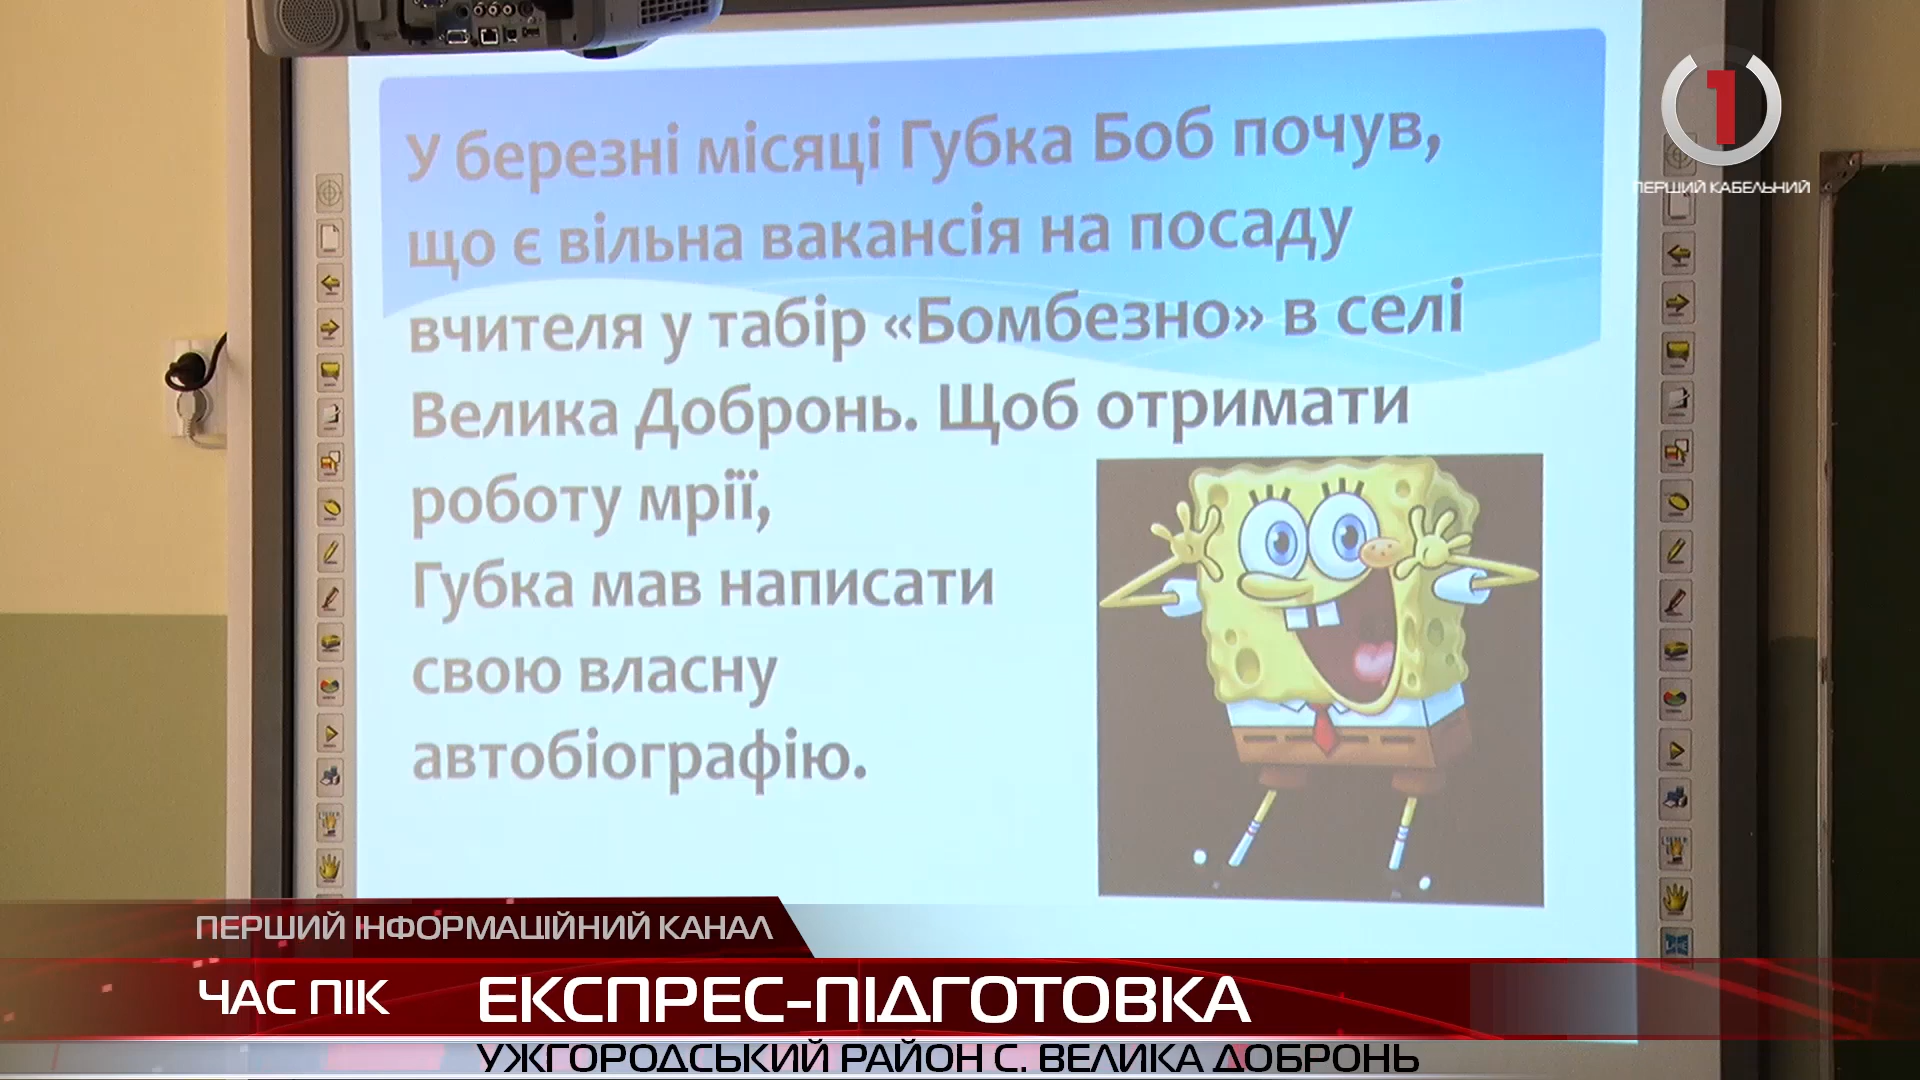 У березні місяці Губка Боб почув,
що є вільна вакансія на посаду
вчителя у табір «Бомбезно» в селі
Велика Добронь. Щоб отримати
роботу мрії,
Губка мав написати
свою власну
автобіографію.
1
ПЕРШИЙ КАБЕЛЬНИЙ
ПЕРШИЙ ІНФОРМАЦІЙНИЙ КАНАЛ
ЧАС ПІК
ЕКСПРЕС-ПІДГОТОВКА
УЖГОРОДСЬКИЙ РАЙОН С. ВЕЛИКА ДОБРОНЬ